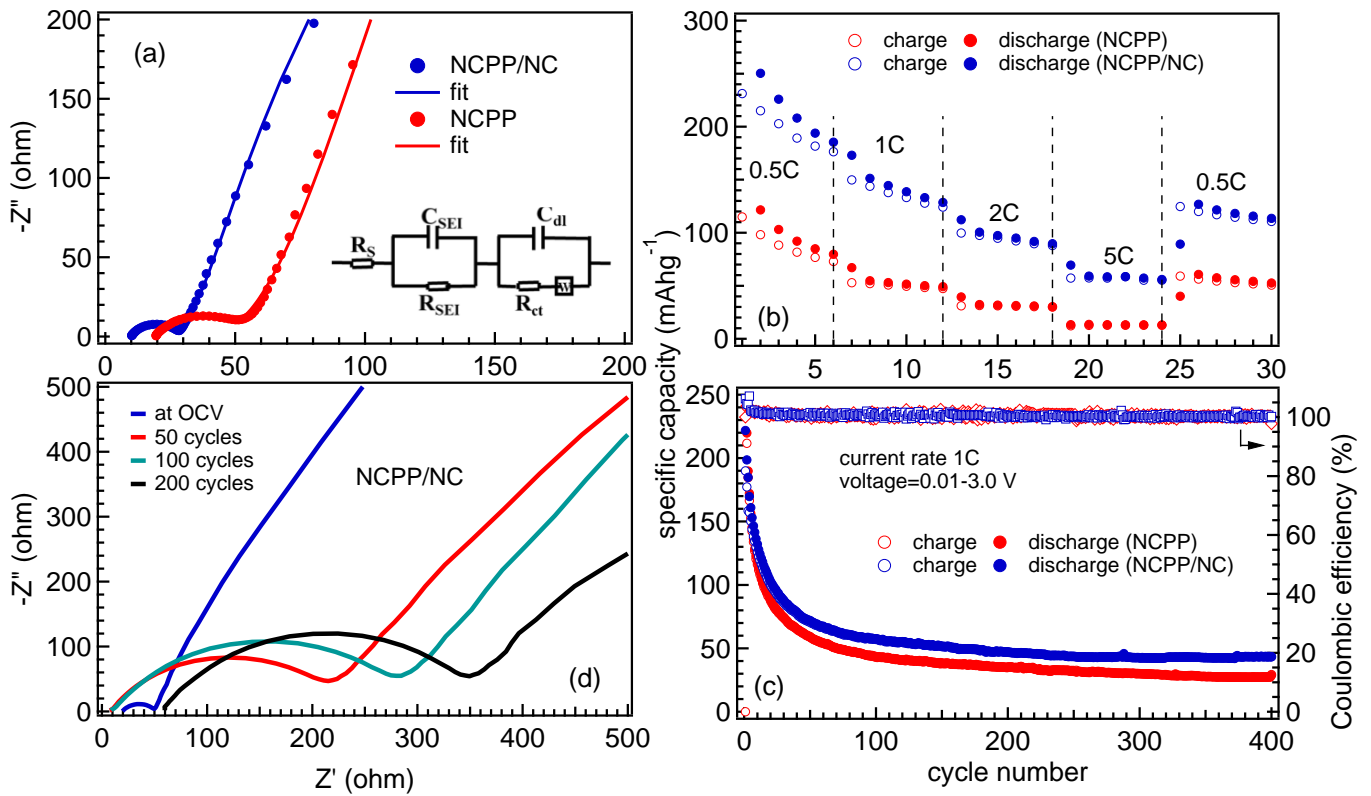 (a)
NCPP/NC
fit
NCPP
fit
R_S
C_SEI
R_SEI
C_dl
R_ct
W
-Z" (ohm)
200
150
100
50
0
0
50
100
150
200
(b)
charge
discharge (NCPP)
charge
discharge (NCPP/NC)
0.5C
1C
2C
5C
0.5C
300
200
100
0
5
10
15
20
25
30
specific capacity (mAhg⁻¹)
(d)
at OCV
50 cycles
100 cycles
200 cycles
NCPP/NC
-Z" (ohm)
500
400
300
200
100
0
0
100
200
300
400
500
Z' (ohm)
(c)
current rate 1C
voltage=0.01-3.0 V
charge
discharge (NCPP)
charge
discharge (NCPP/NC)
250
200
150
100
50
0
100
80
60
40
20
0
Coulombic efficiency (%)
0
100
200
300
400
cycle number